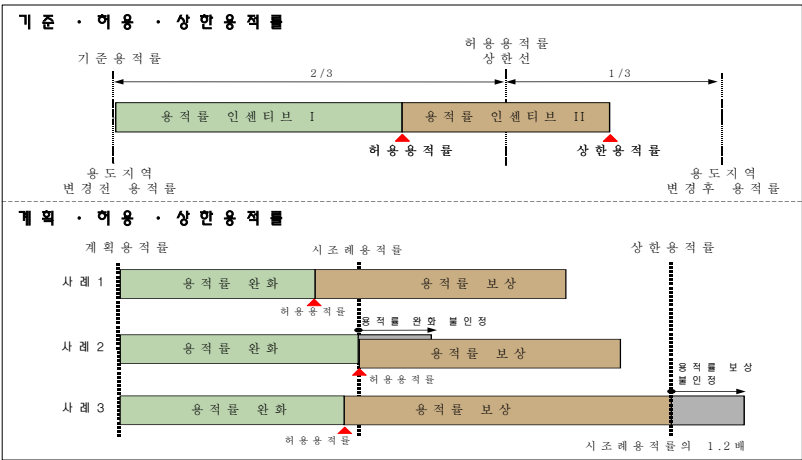 기준 · 허용 · 상한용적률
기준용적률
허용용적률
상한선
2/3
1/3
용적률 인센티브 I
용적률 인센티브 II
허용용적률
상한용적률
용도지역
변경전 용적률
용도지역
변경후 용적률
계획 · 허용 · 상한용적률
계획용적률
시조례용적률
상한용적률
사례1
용적률 완화
용적률 보상
허용용적률
용적률 완화 불인정
사례2
용적률 완화
용적률 보상
허용용적률
용적률 보상
불인정
사례3
용적률 완화
용적률 보상
허용용적률
시조례용적률의 1.2배